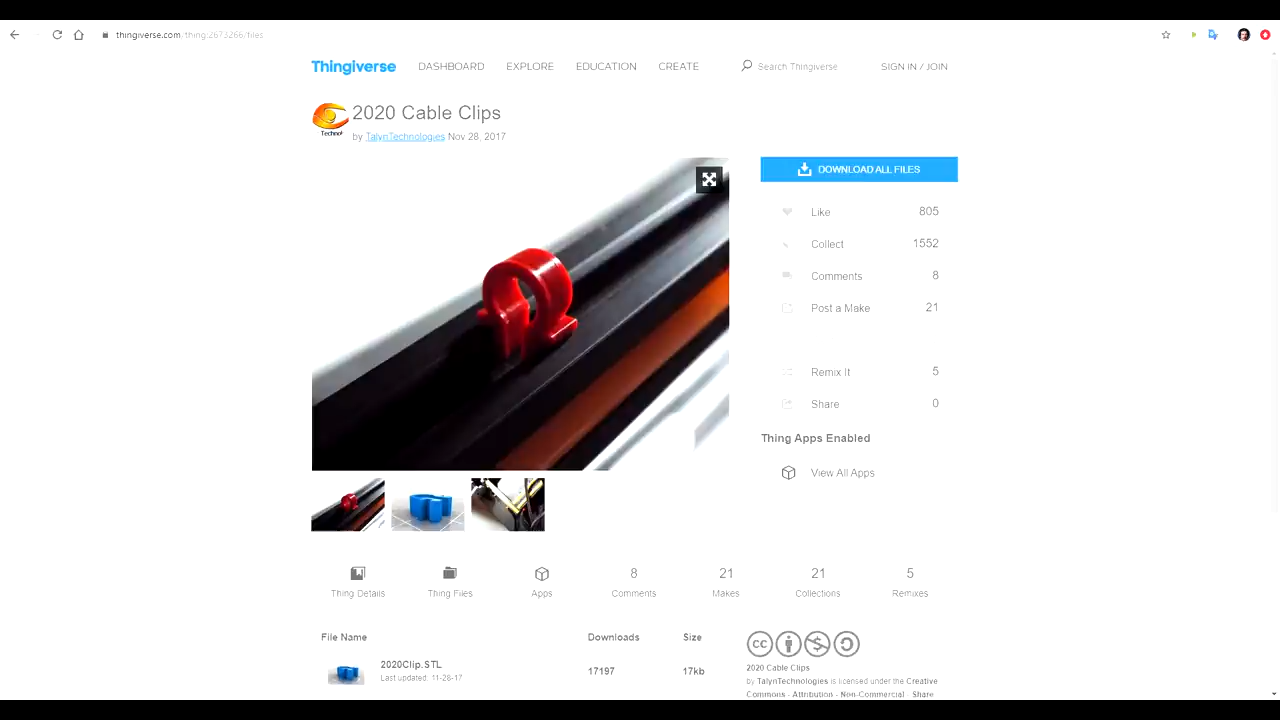 thingiverse.com/thing:2673266/files
Thingiverse DASHBOARD EXPLORE EDUCATION CREATE Search Thingiverse SIGN IN / JOIN
Techno
2020 Cable Clips
by TalynTechnologies Nov 28, 2017
DOWNLOAD ALL FILES
Like 805
Collect 1552
Comments 8
Post a Make 21
Remix It 5
Share 0
Thing Apps Enabled
View All Apps
8 21 21 5
Thing Details Thing Files Apps Comments Makes Collections Remixes
File Name Downloads Size
2020Clip.STL
Last updated: 11-28-17
17197 17kb
cc
2020 Cable Clips
by TalynTechnologies is licensed under the Creative
Commons - Attribution - Non-Commercial - Share